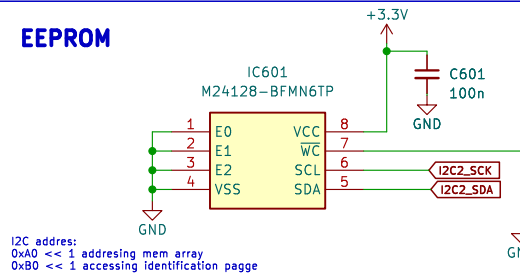 +3.3V
EEPROM
IC601
M24128-BFMN6TP
C601
100n
GND
1 E0 VCC 8
2 E1 WC 7
3 E2 SCL 6 I2C2_SCK
4 VSS SDA 5 I2C2_SDA
GND
I2C addres:
0xA0 << 1 addresing mem array
0xB0 << 1 accessing identification pagge